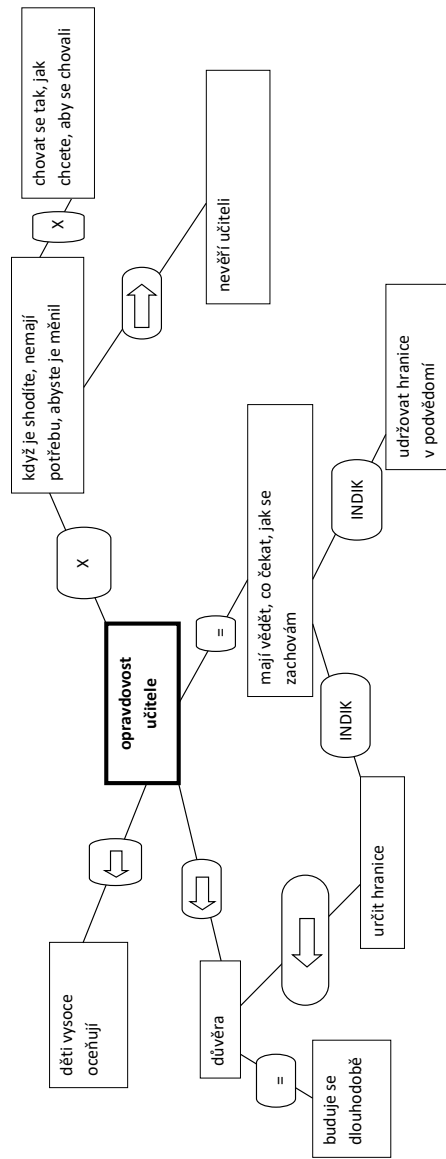 děti vysoce
oceňují
opravdovost
učitele
X
když je shodíte, nemají
potřebu, abyste je měnil
X
chovat se tak, jak
chcete, aby se chovali
nevěří učiteli
důvěra
=
buduje se
dlouhodobě
=
mají vědět, co čekat, jak se
zachovám
INDIK
určit hranice
INDIK
udržovat hranice
v podvědomí